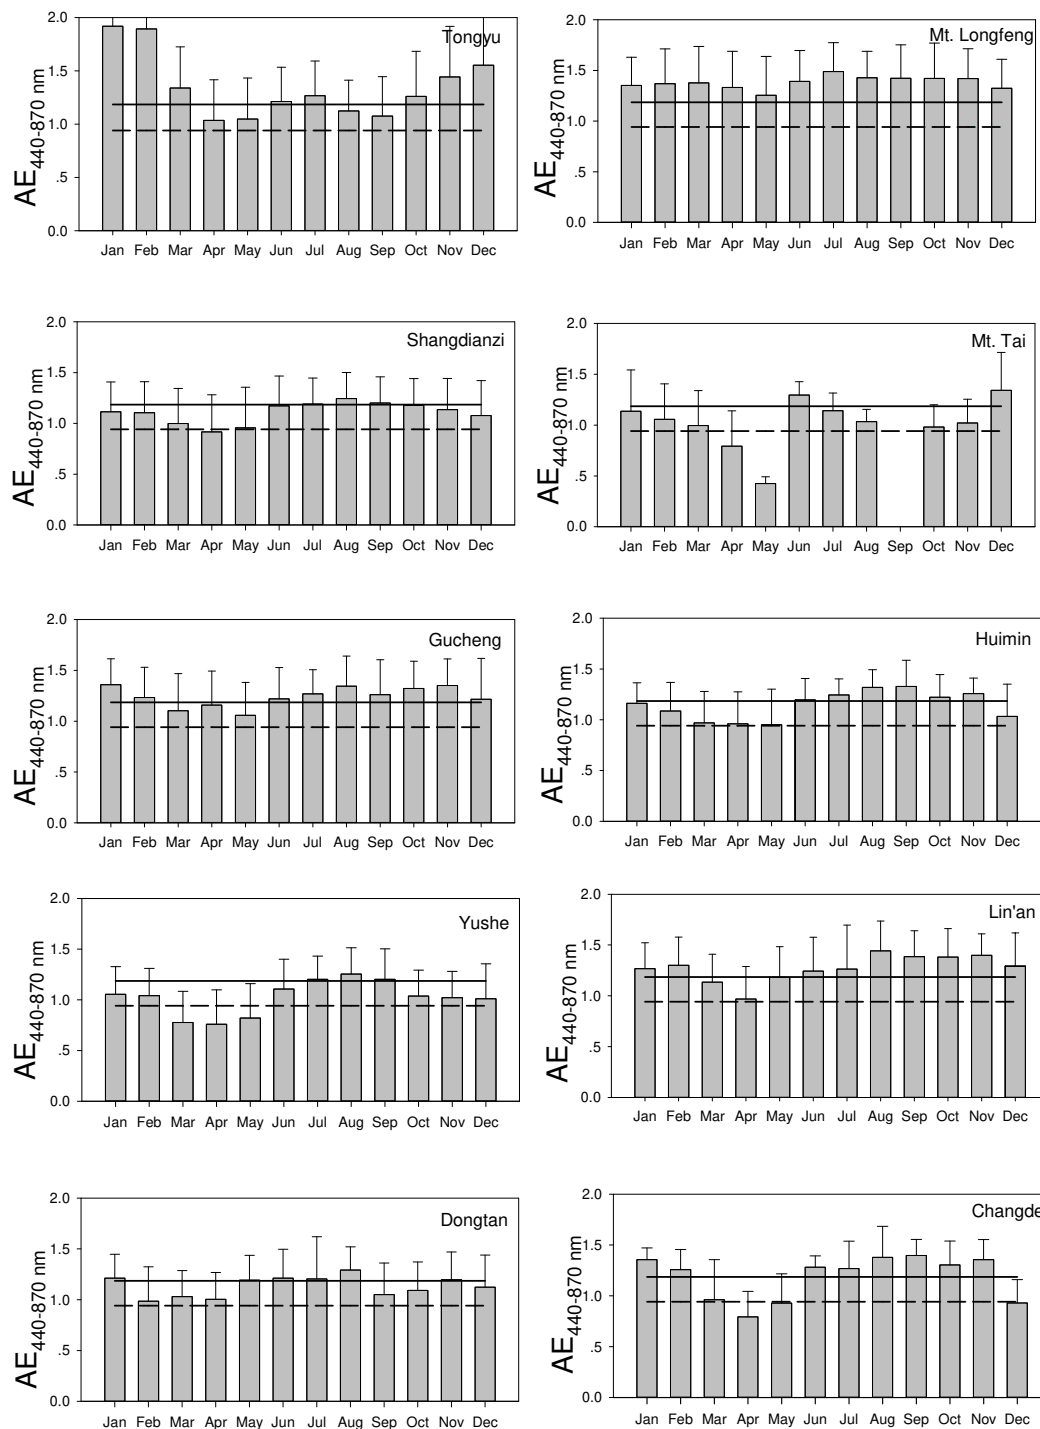 Tongyu
AE440-870 nm
2.0
1.5
1.0
.5
0.0
Jan Feb Mar Apr May Jun Jul Aug Sep Oct Nov Dec
Mt. Longfeng
AE440-870 nm
2.0
1.5
1.0
.5
0.0
Jan Feb Mar Apr May Jun Jul Aug Sep Oct Nov Dec
Shangdianzi
AE440-870 nm
2.0
1.5
1.0
.5
0.0
Jan Feb Mar Apr May Jun Jul Aug Sep Oct Nov Dec
Mt. Tai
AE440-870 nm
2.0
1.5
1.0
.5
0.0
Jan Feb Mar Apr May Jun Jul Aug Sep Oct Nov Dec
Gucheng
AE440-870 nm
2.0
1.5
1.0
.5
0.0
Jan Feb Mar Apr May Jun Jul Aug Sep Oct Nov Dec
Huimin
AE440-870 nm
2.0
1.5
1.0
.5
0.0
Jan Feb Mar Apr May Jun Jul Aug Sep Oct Nov Dec
Yushe
AE440-870 nm
2.0
1.5
1.0
.5
0.0
Jan Feb Mar Apr May Jun Jul Aug Sep Oct Nov Dec
Lin'an
AE440-870 nm
2.0
1.5
1.0
.5
0.0
Jan Feb Mar Apr May Jun Jul Aug Sep Oct Nov Dec
Dongtan
AE440-870 nm
2.0
1.5
1.0
.5
0.0
Jan Feb Mar Apr May Jun Jul Aug Sep Oct Nov Dec
Changde
AE440-870 nm
2.0
1.5
1.0
.5
0.0
Jan Feb Mar Apr May Jun Jul Aug Sep Oct Nov Dec